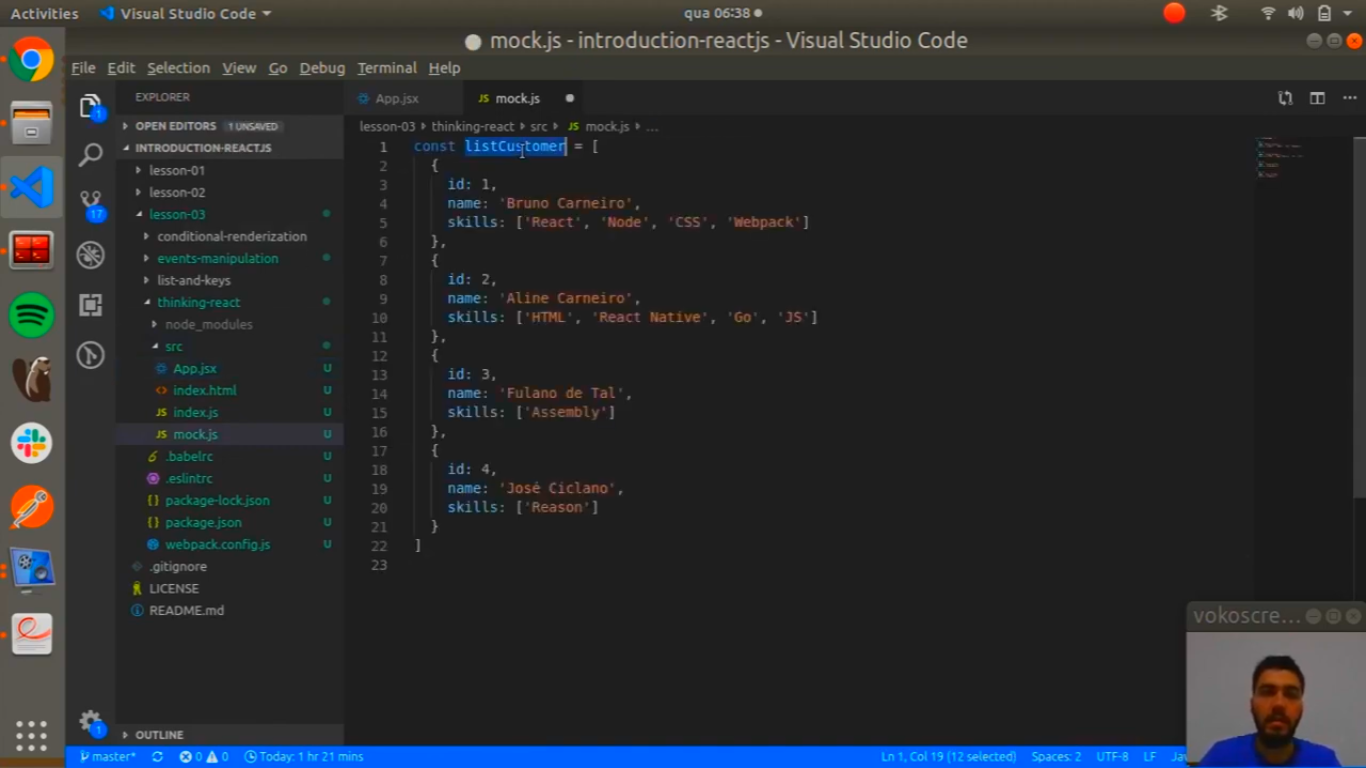 Activities Visual Studio Code qua 06:38
mock.js - introduction-reactjs - Visual Studio Code
File Edit Selection View Go Debug Terminal Help
EXPLORER
App.jsx
JS mock.js
OPEN EDITORS 1 UNSAVED
lesson-03 thinking-react src JS mock.js ...
INTRODUCTION-REACTJS
lesson-01
lesson-02
lesson-03
conditional-renderization
events-manipulation
list-and-keys
thinking-react
node_modules
src
App.jsx U
index.html U
JS index.js U
JS mock.js U
.babelrc U
.eslintrc U
package-lock.json U
package.json U
webpack.config.js U
.gitignore
LICENSE
README.md
OUTLINE
1
17
1
1 const listCustomer = [
2 {
3 id: 1,
4 name: 'Bruno Carneiro',
5 skills: ['React', 'Node', 'CSS', 'Webpack']
6 },
7 {
8 id: 2,
9 name: 'Aline Carneiro',
10 skills: ['HTML', 'React Native', 'Go', 'JS']
11 },
12 {
13 id: 3,
14 name: 'Fulano de Tal',
15 skills: ['Assembly']
16 },
17 {
18 id: 4,
19 name: 'José Ciclano',
20 skills: ['Reason']
21 }
22 ]
23
vokoscre...
master* 0 0 Today: 1 hr 21 mins Ln 1, Col 19 (12 selected) Spaces: 2 UTF-8 LF